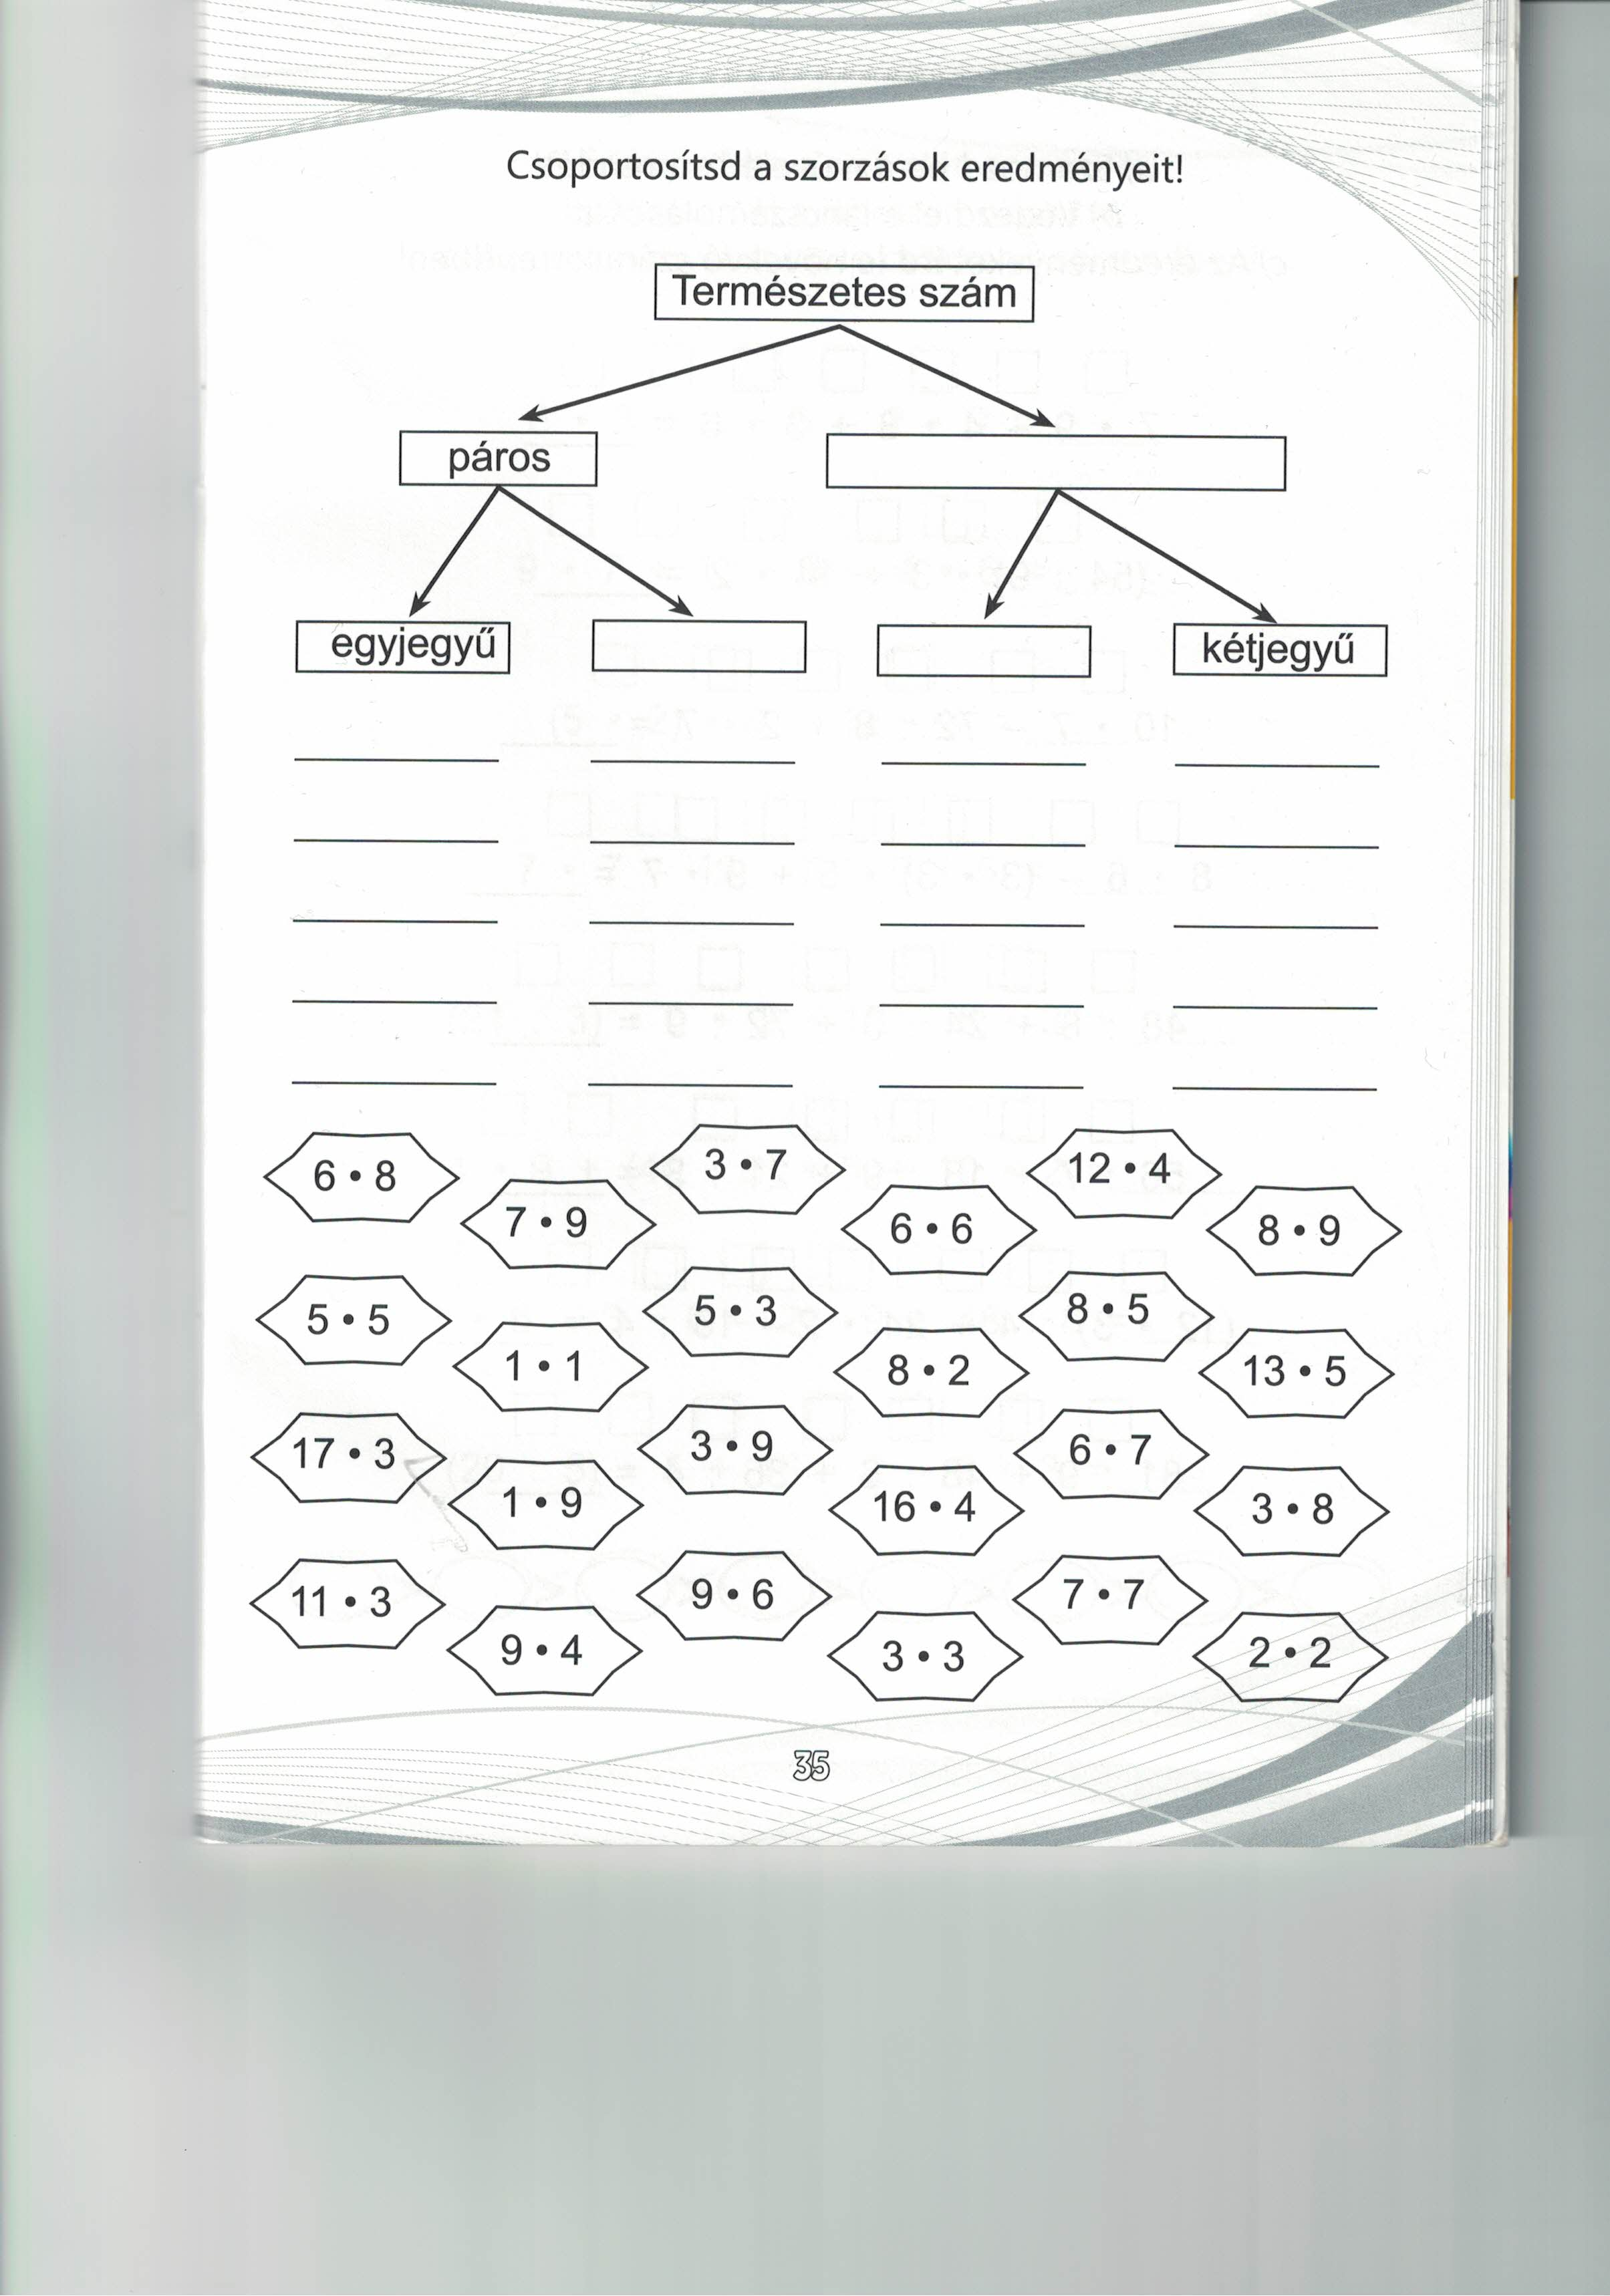 Csoportosítsd a szorzások eredményeit!
Természetes szám
páros
egyjegyű
kétjegyű
6 • 8
3 • 7
12 • 4
7 • 9
6 • 6
8 • 9
5 • 5
5 • 3
8 • 5
1 • 1
8 • 2
13 • 5
17 • 3
3 • 9
6 • 7
1 • 9
16 • 4
3 • 8
11 • 3
9 • 6
7 • 7
9 • 4
3 • 3
2 • 2
35